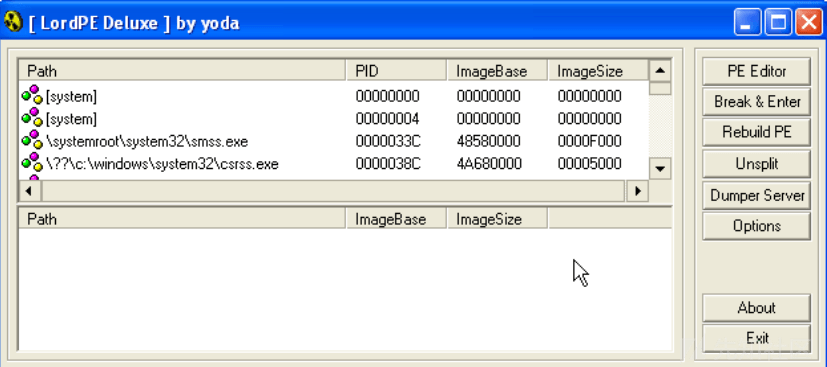 [ LordPE Deluxe ] by yoda
Path PID ImageBase ImageSize
[system] 00000000 00000000 00000000
[system] 00000004 00000000 00000000
\systemroot\system32\smss.exe 0000033C 48580000 0000F000
\??\c:\windows\system32\csrss.exe 0000038C 4A680000 00005000
Path ImageBase ImageSize
PE Editor
Break & Enter
Rebuild PE
Unsplit
Dumper Server
Options
About
Exit